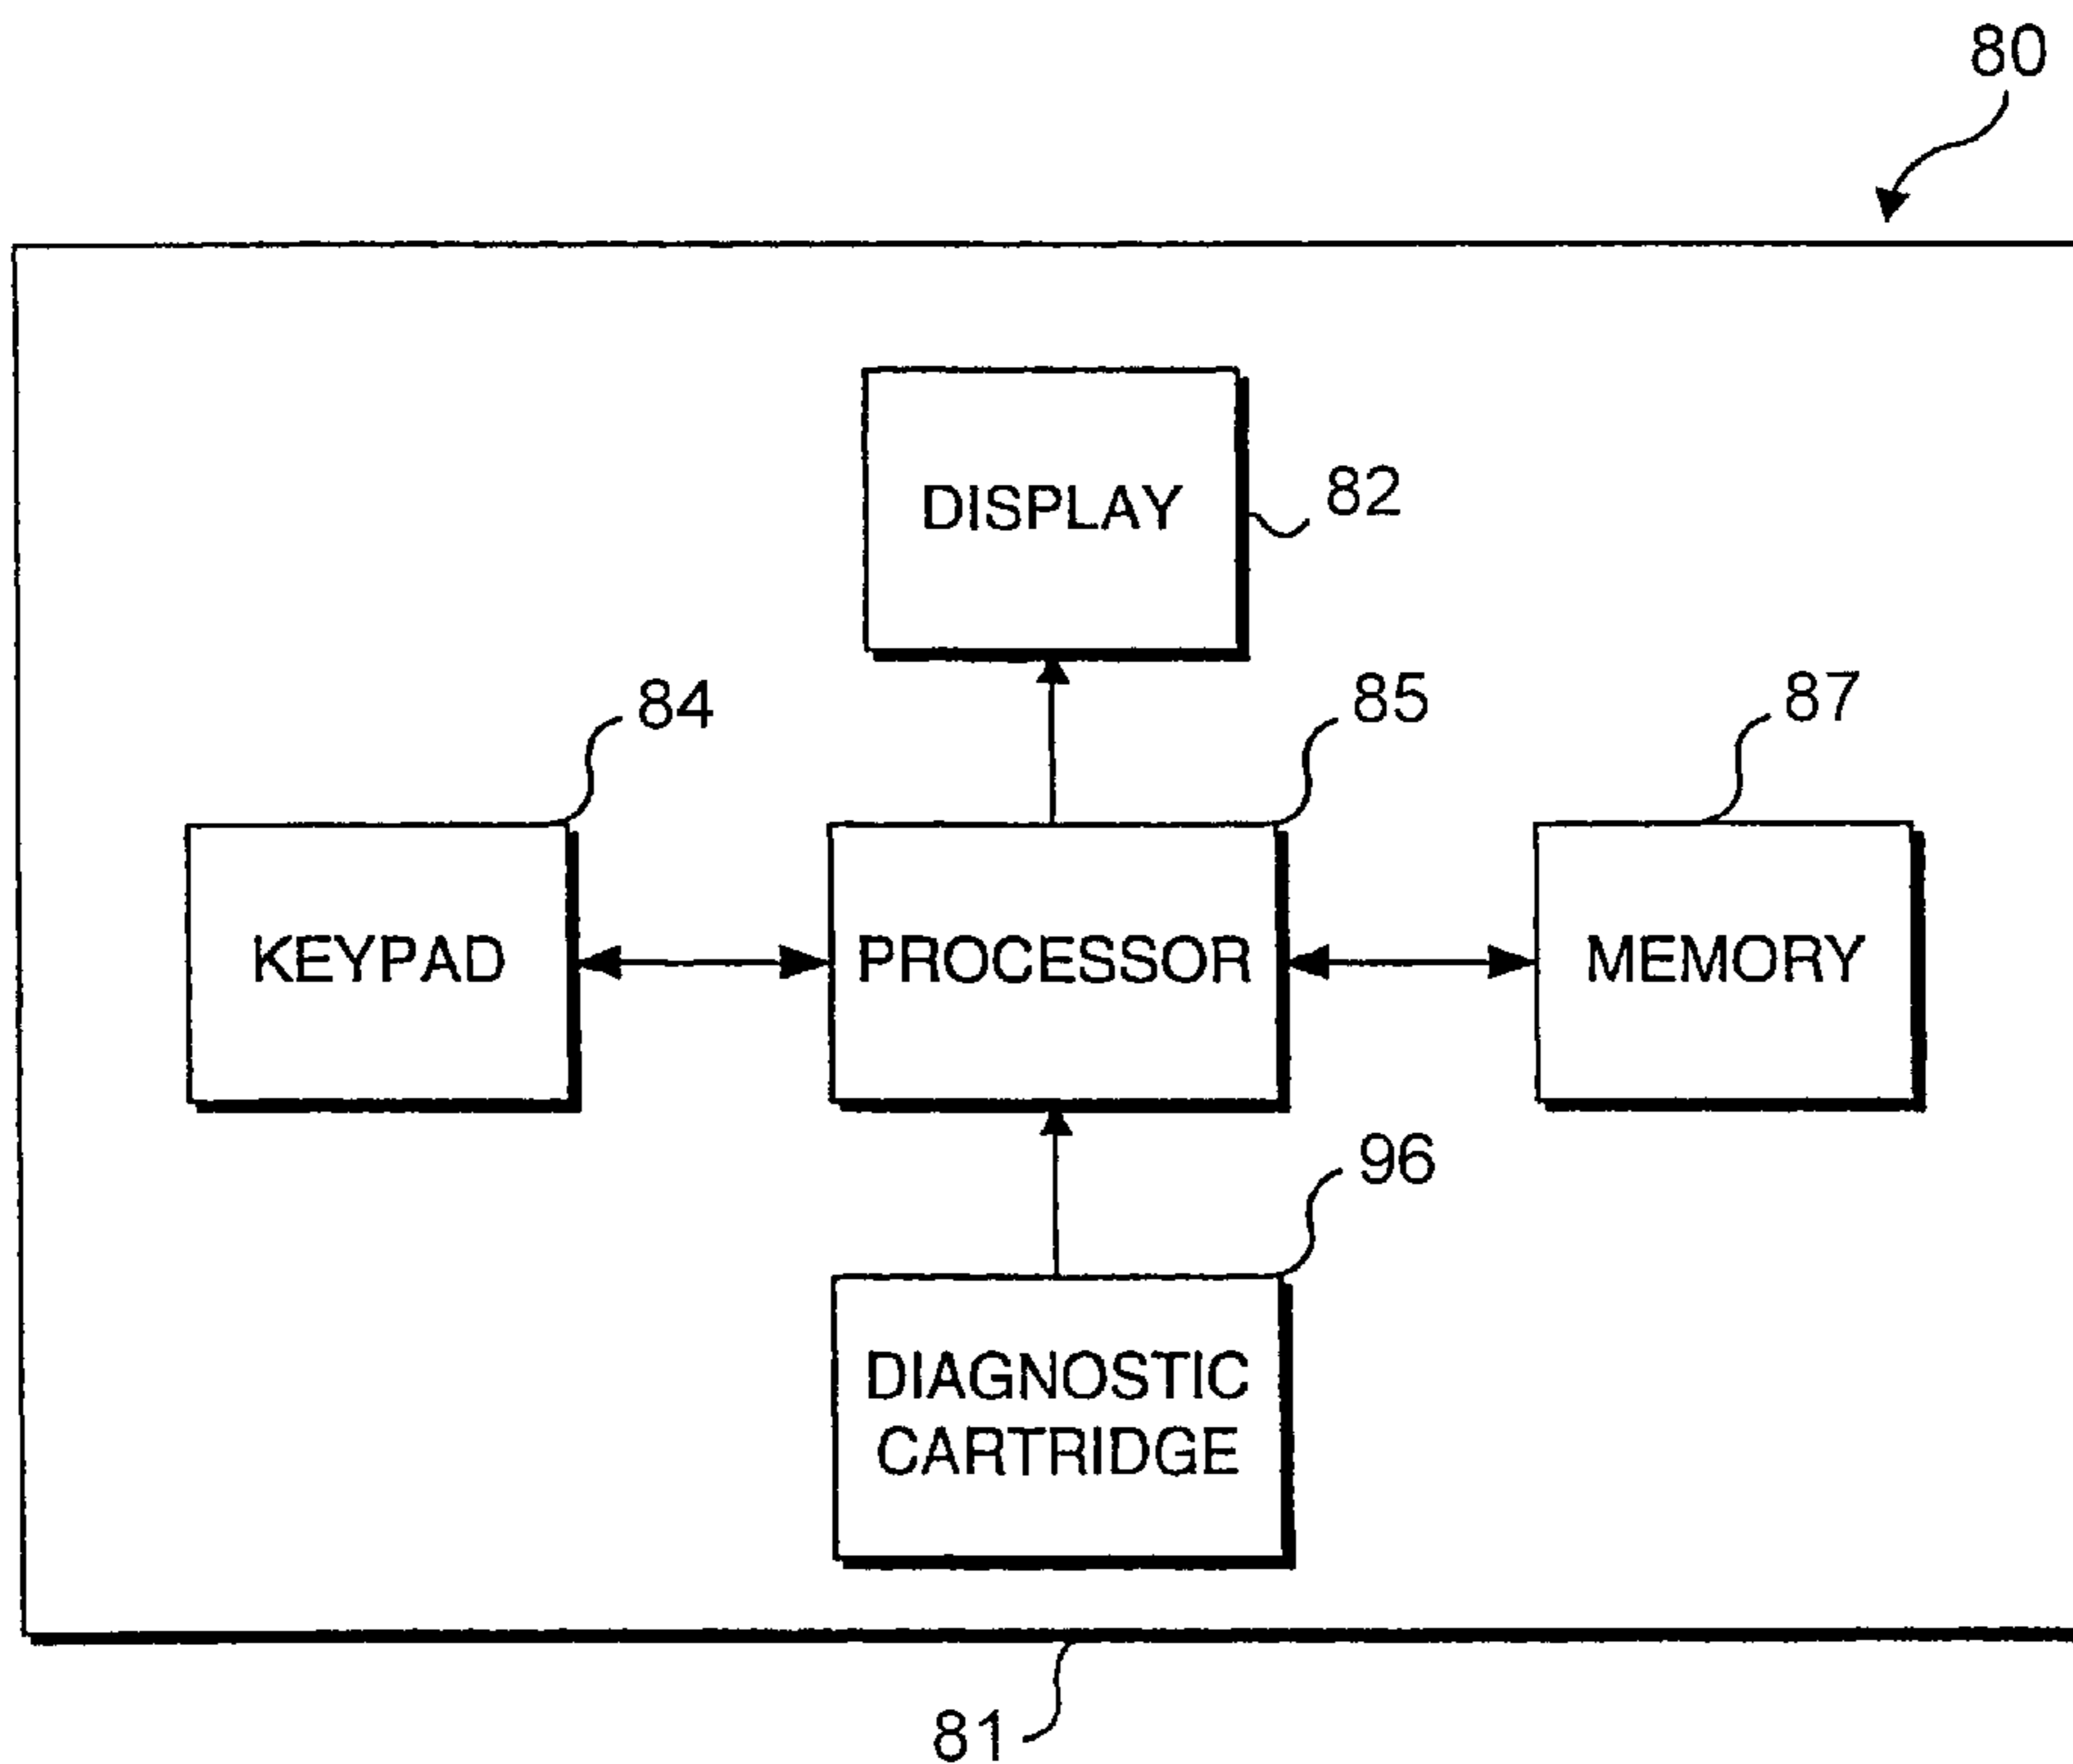 80
DISPLAY
82
84
85
87
KEYPAD
PROCESSOR
MEMORY
96
DIAGNOSTIC
CARTRIDGE
81